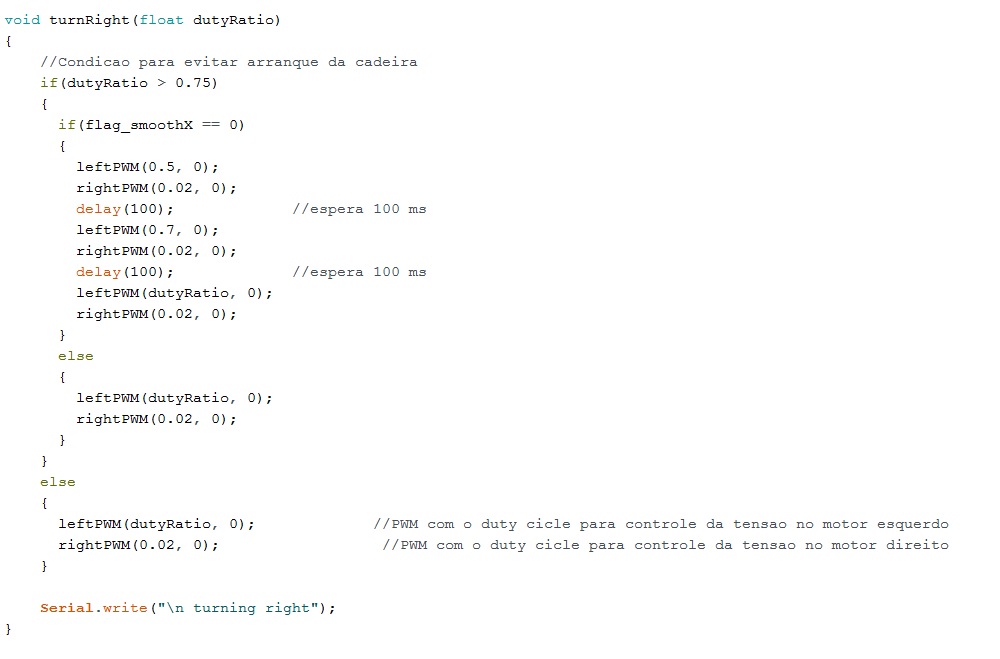 void turnRight(float dutyRatio)
{
    //Condicao para evitar arranque da cadeira
    if(dutyRatio > 0.75)
    {
      if(flag_smoothX == 0)
      {
        leftPWM(0.5, 0);
        rightPWM(0.02, 0);
        delay(100);             //espera 100 ms
        leftPWM(0.7, 0);
        rightPWM(0.02, 0);
        delay(100);             //espera 100 ms
        leftPWM(dutyRatio, 0);
        rightPWM(0.02, 0);
      }
      else
      {
        leftPWM(dutyRatio, 0);
        rightPWM(0.02, 0);
      }
    }
    else
    {
      leftPWM(dutyRatio, 0);             //PWM com o duty cicle para controle da tensao no motor esquerdo
      rightPWM(0.02, 0);                  //PWM com o duty cicle para controle da tensao no motor direito
    }

    Serial.write("\n turning right");
}